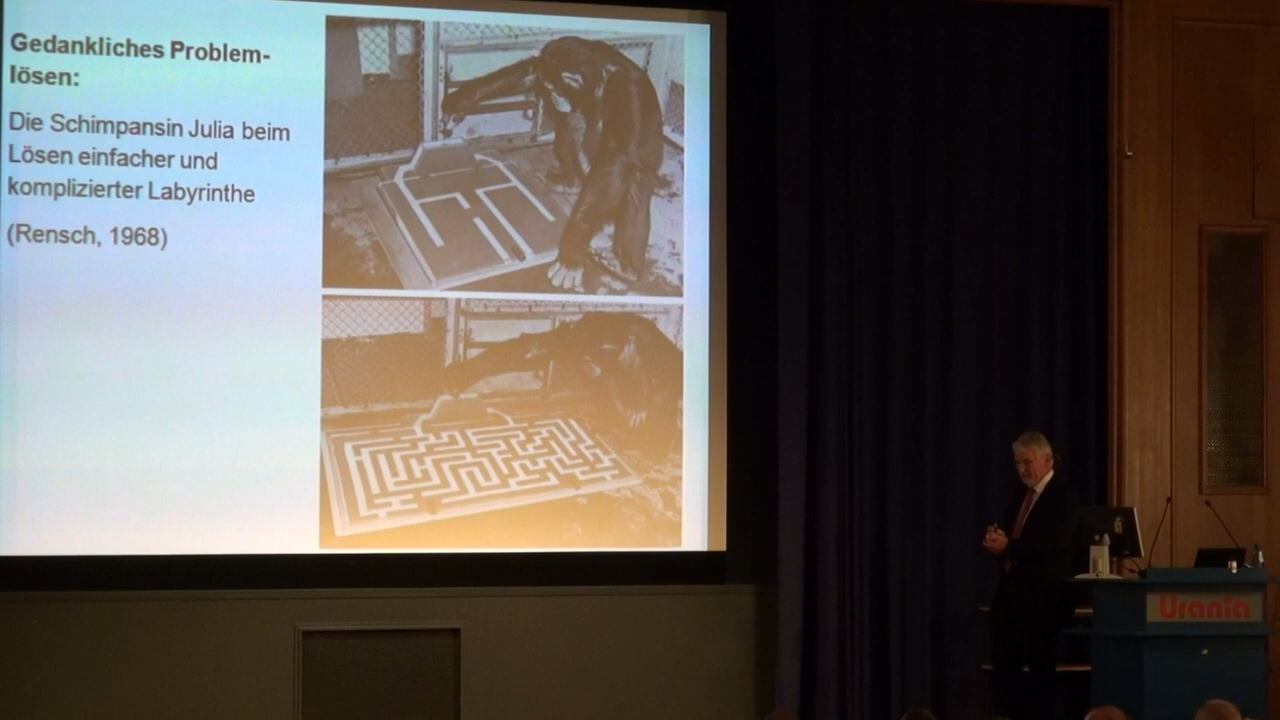 Gedankliches Problem-
lösen:
Die Schimpansin Julia beim
Lösen einfacher und
komplizierter Labyrinthe
(Rensch, 1968)
Urania